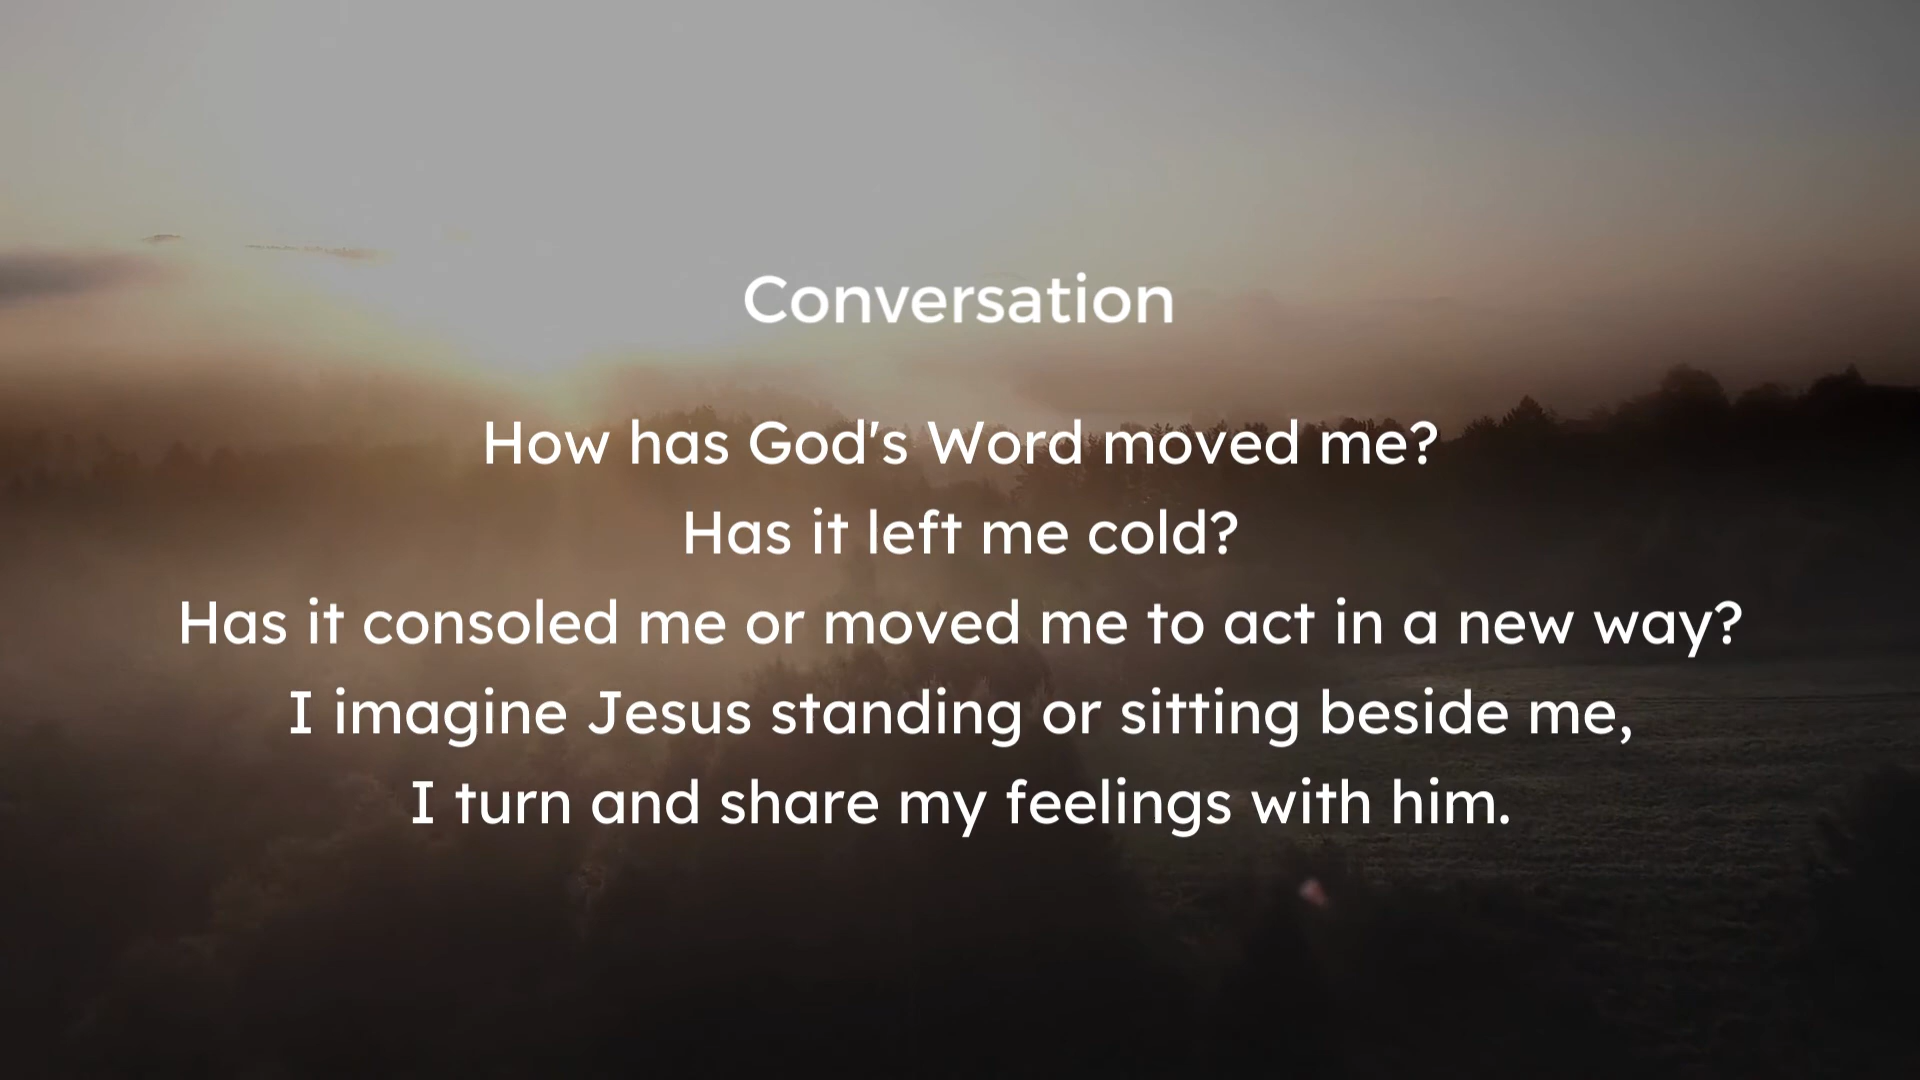 Conversation
How has God's Word moved me?
Has it left me cold?
Has it consoled me or moved me to act in a new way?
I imagine Jesus standing or sitting beside me,
I turn and share my feelings with him.